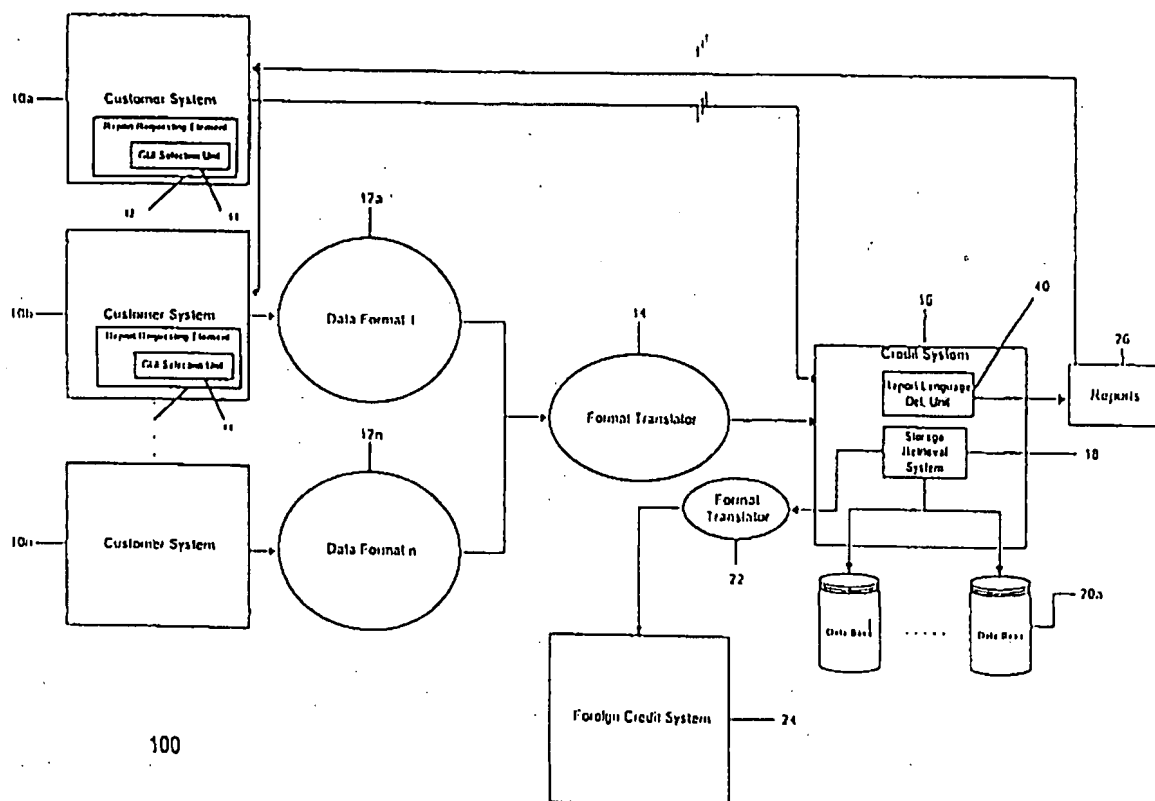 10a
Customer System
Report Requesting Element
GUI Selection Unit
12
11
10b
Customer System
Report Requesting Element
GUI Selection Unit
11
12a
Data Format 1
10n
Customer System
12n
Data Format n
14
Format Translator
16
Credit System
40
Report Language
Det. Unit
Storage
Retrieval
System
18
26
Reports
Format
Translator
22
Data Base
.....
Data Base
20a
Foreign Credit System
24
100